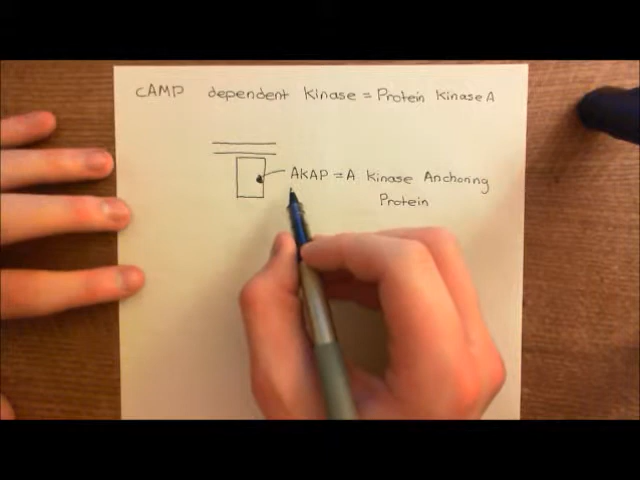 cAMP dependent Kinase = Protein Kinase A
AKAP = A Kinase Anchoring
Protein